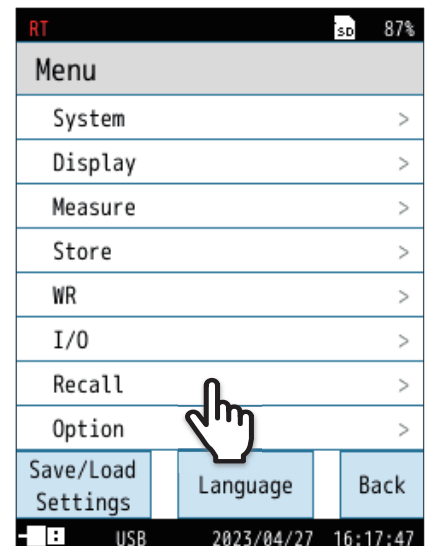 RT SD 87%
Menu
System >
Display >
Measure >
Store >
WR >
I/O >
Recall >
Option >
Save/Load
Settings
Language
Back
USB 2023/04/27 16:17:47